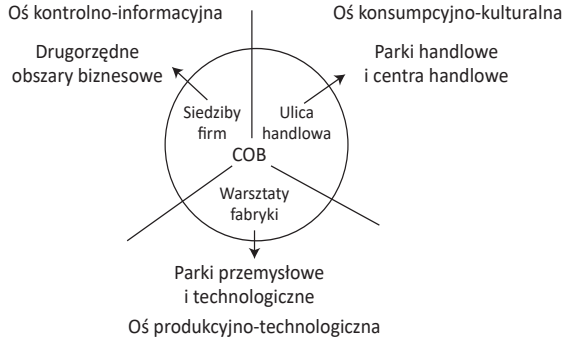 Oś kontrolno-informacyjna
Oś konsumpcyjno-kulturalna
Drugorzędne
obszary biznesowe
Parki handlowe
i centra handlowe
Siedziby
firm
Ulica
handlowa
COB
Warsztaty
fabryki
Parki przemysłowe
i technologiczne
Oś produkcyjno-technologiczna